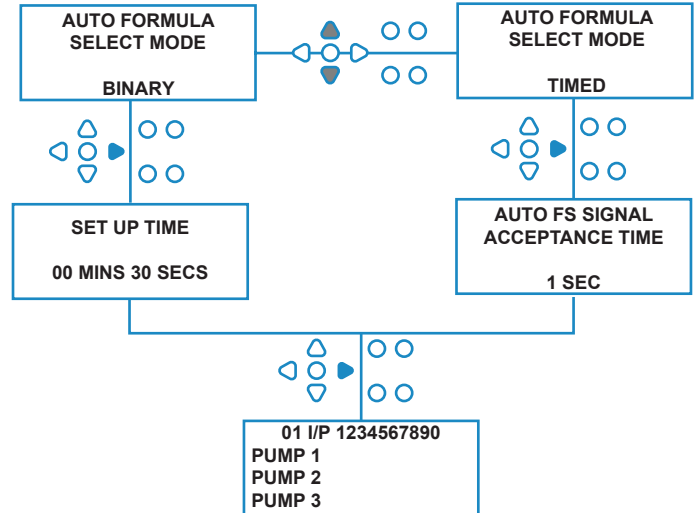 AUTO FORMULA
SELECT MODE
BINARY
AUTO FORMULA
SELECT MODE
TIMED
SET UP TIME
00 MINS 30 SECS
AUTO FS SIGNAL
ACCEPTANCE TIME
1 SEC
01 I/P 1234567890
PUMP 1
PUMP 2
PUMP 3